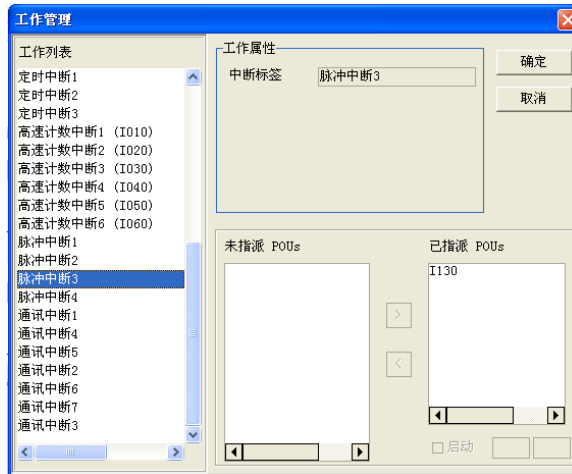 工作管理
工作列表
定时中断1
定时中断2
定时中断3
高速计数中断1 (I010)
高速计数中断2 (I020)
高速计数中断3 (I030)
高速计数中断4 (I040)
高速计数中断5 (I050)
高速计数中断6 (I060)
脉冲中断1
脉冲中断2
脉冲中断3
脉冲中断4
通讯中断1
通讯中断4
通讯中断5
通讯中断2
通讯中断6
通讯中断7
通讯中断3
工作属性
中断标签 脉冲中断3
确定
取消
未指派 POUs
已指派 POUs
I130
>
<
启动